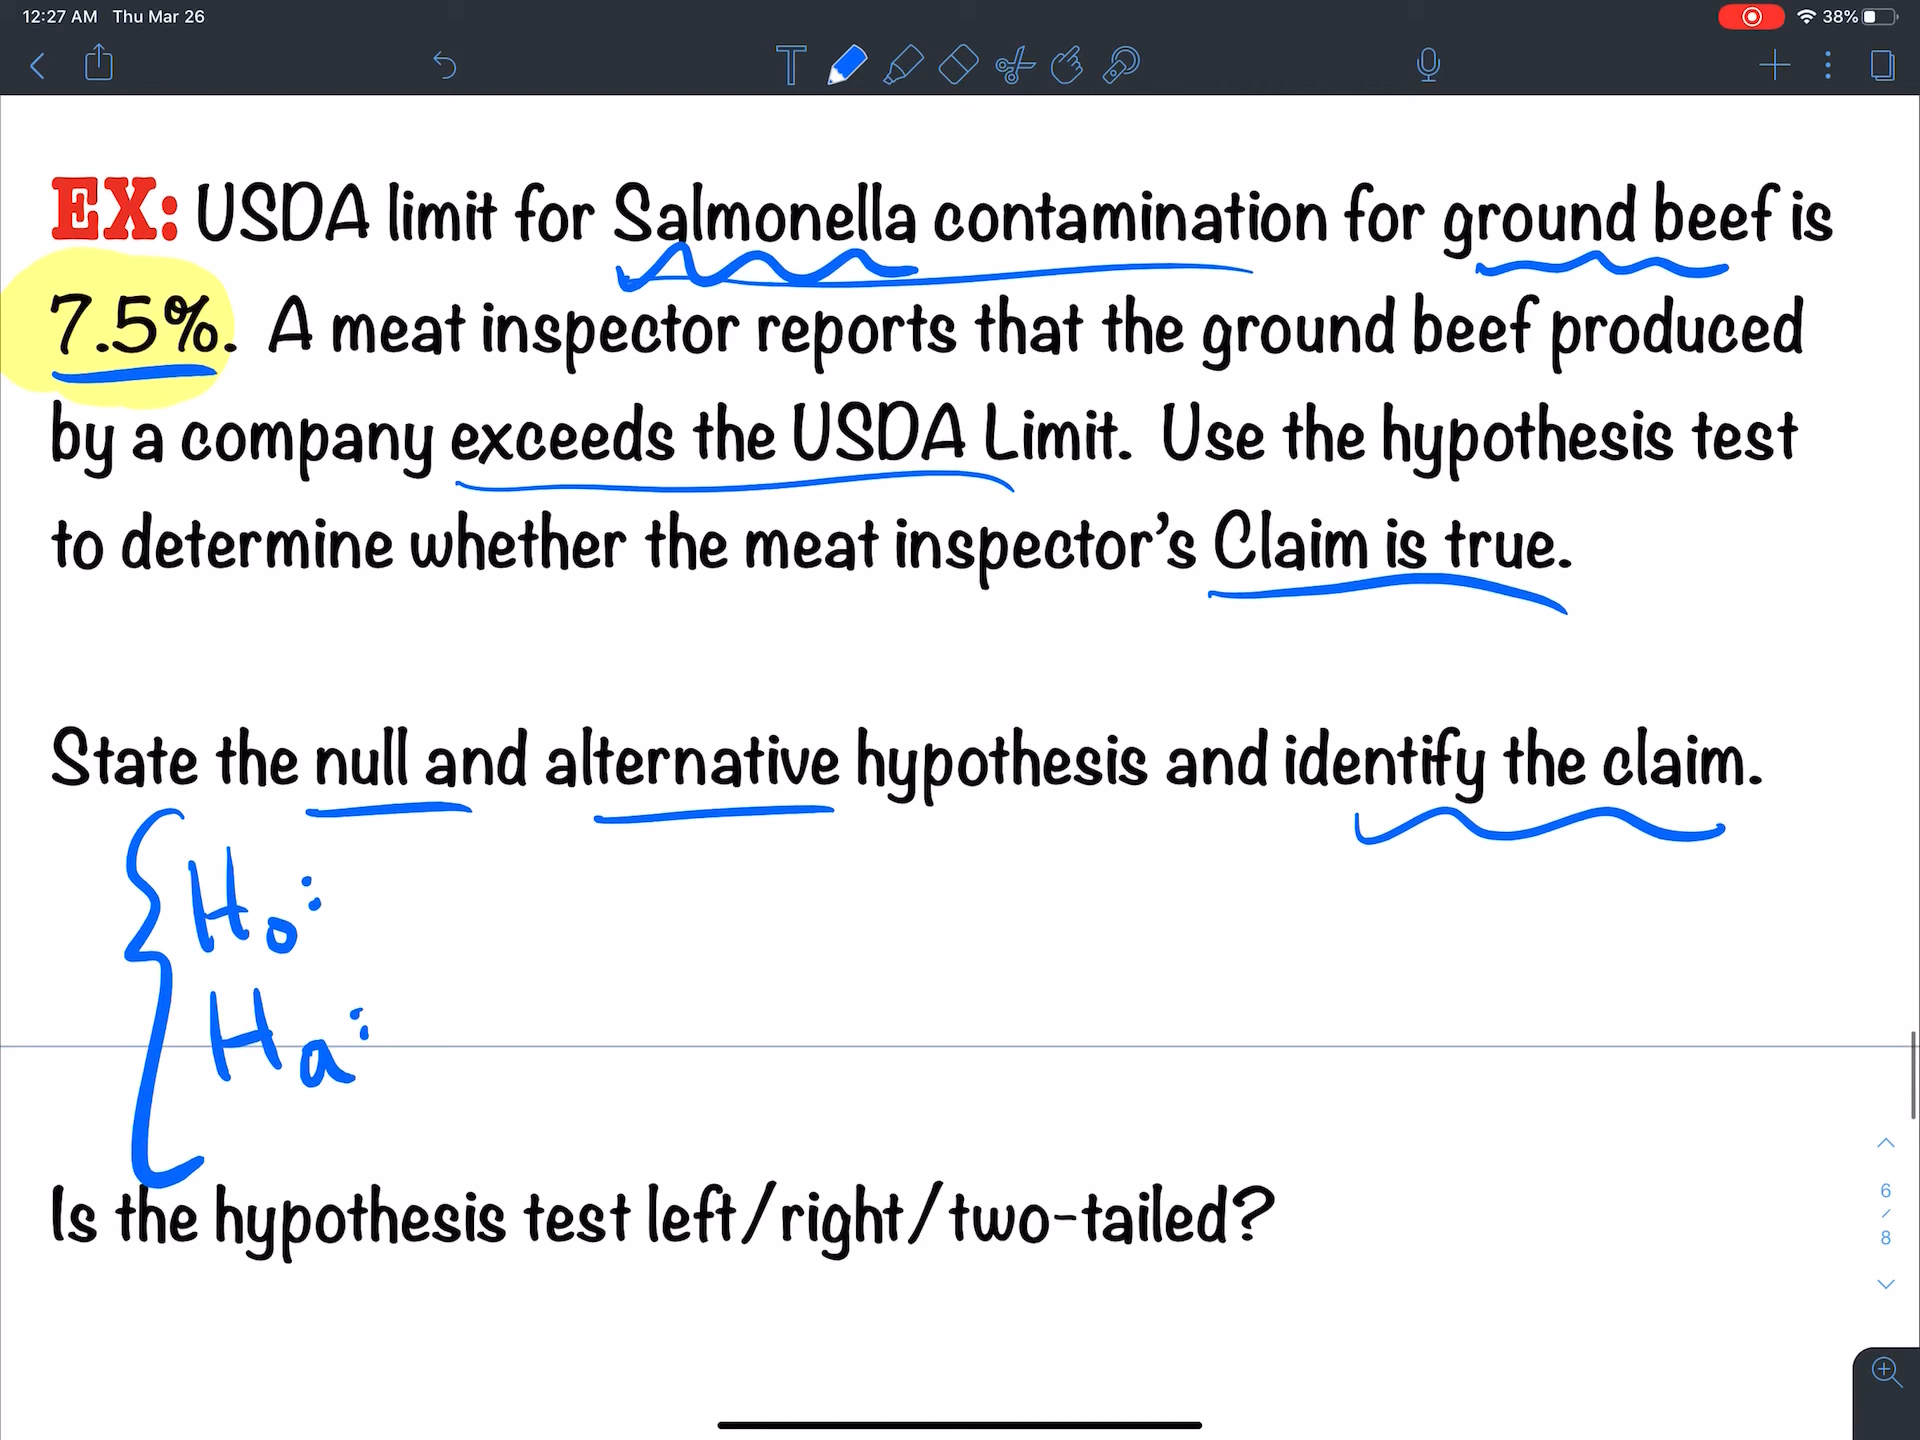 12:27 AM Thu Mar 26
38%
T
EX: USDA limit for Salmonella contamination for ground beef is
7.5%. A meat inspector reports that the ground beef produced
by a company exceeds the USDA Limit. Use the hypothesis test
to determine whether the meat inspector's Claim is true.
State the null and alternative hypothesis and identify the claim.
Ho:
Ha:
Is the hypothesis test left/right/two-tailed?
6
/
8